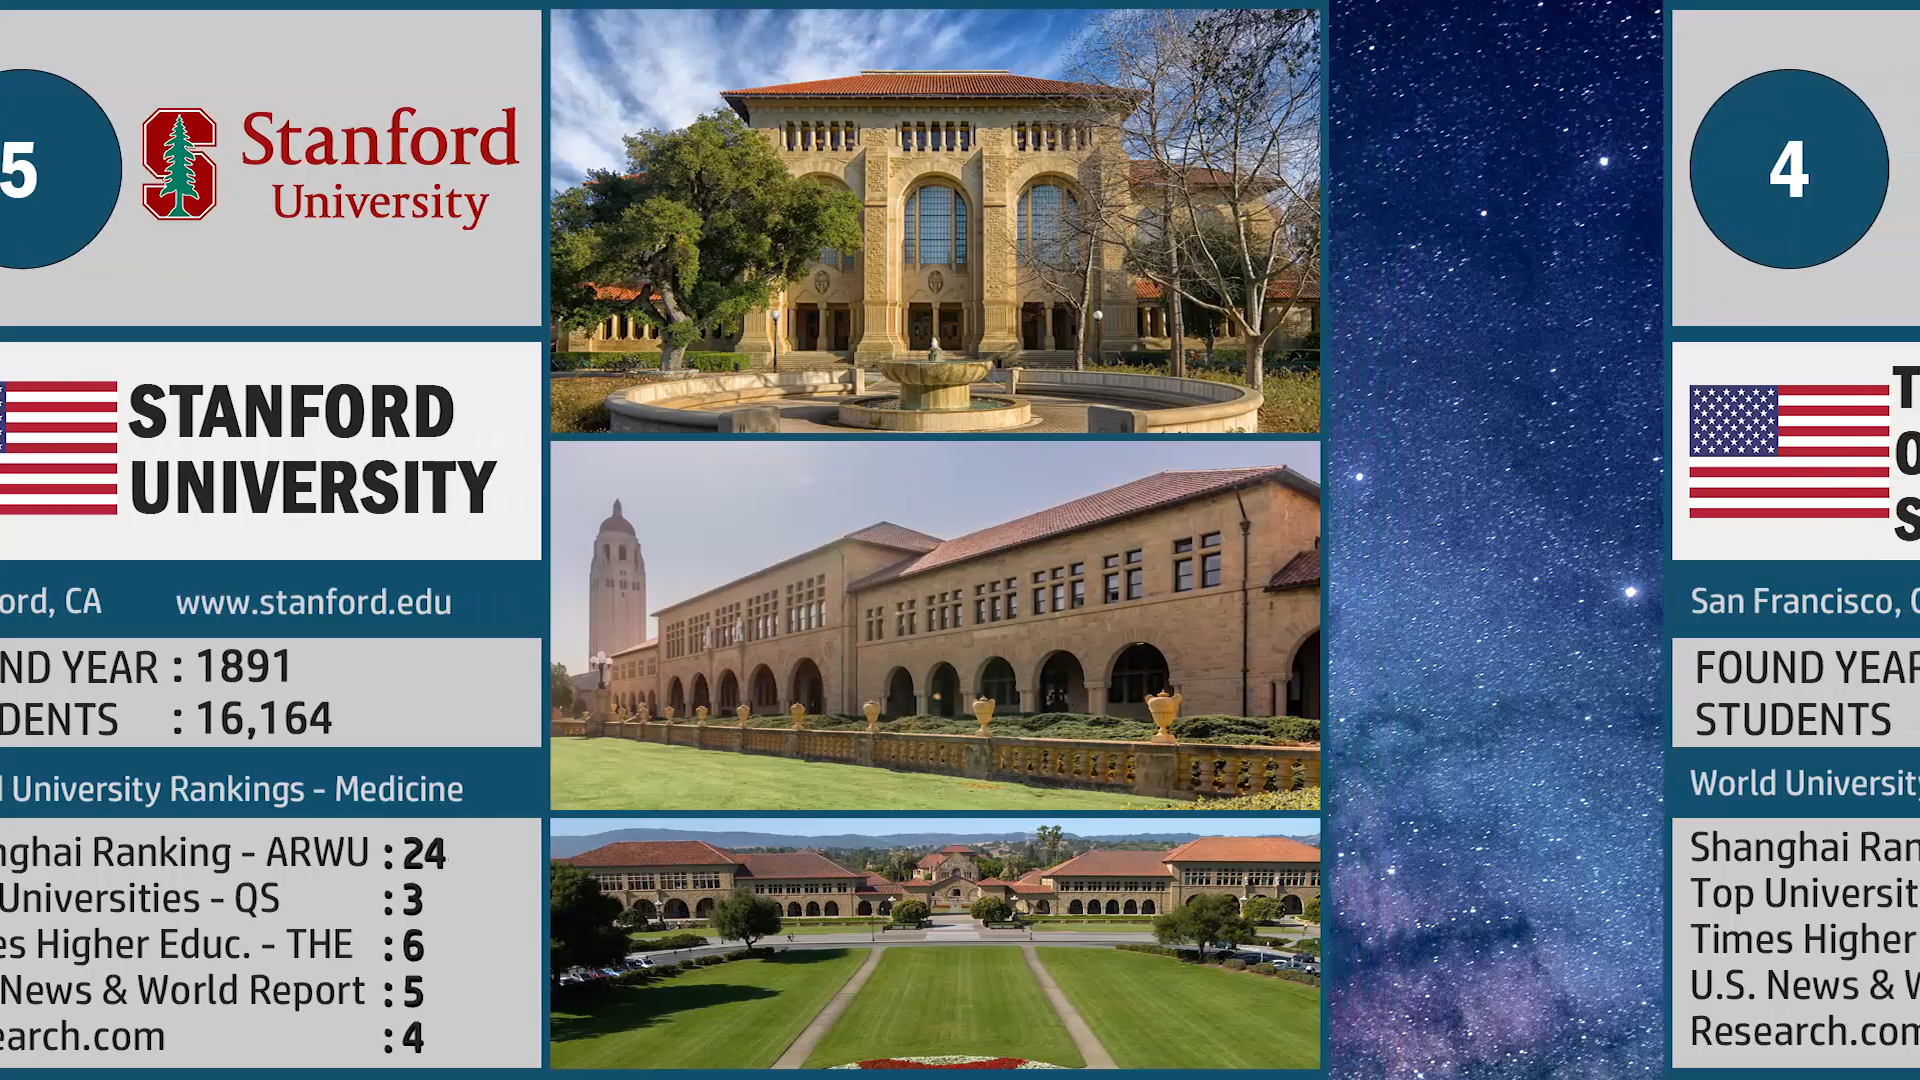 5
Stanford
University
STANFORD
UNIVERSITY
ord, CA www.stanford.edu
ND YEAR : 1891
DENTS : 16,164
University Rankings - Medicine
nghai Ranking - ARWU : 24
Universities - QS : 3
es Higher Educ. - THE : 6
News & World Report : 5
earch.com : 4
4
T
O
S
San Francisco, C
FOUND YEAR
STUDENTS
World University
Shanghai Ran
Top Universit
Times Higher
U.S. News & W
Research.com